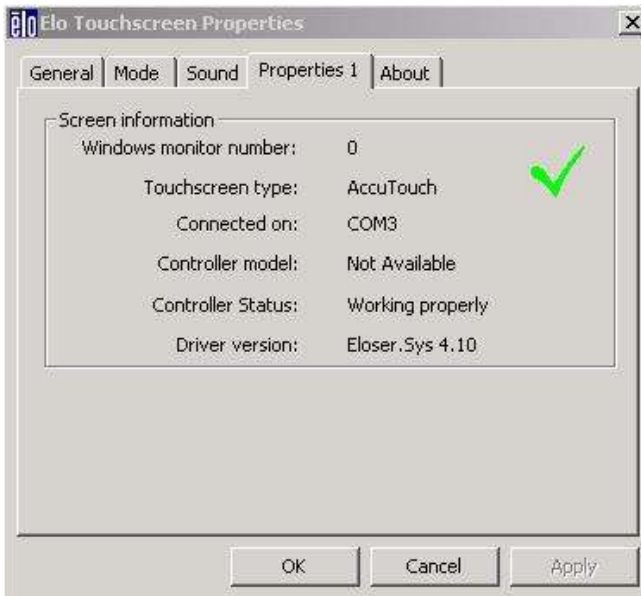 elo Elo Touchscreen Properties
General Mode Sound Properties 1 About
Screen information
Windows monitor number: 0
Touchscreen type: AccuTouch
Connected on: COM3
Controller model: Not Available
Controller Status: Working properly
Driver version: Eloser.Sys 4.10
OK Cancel Apply